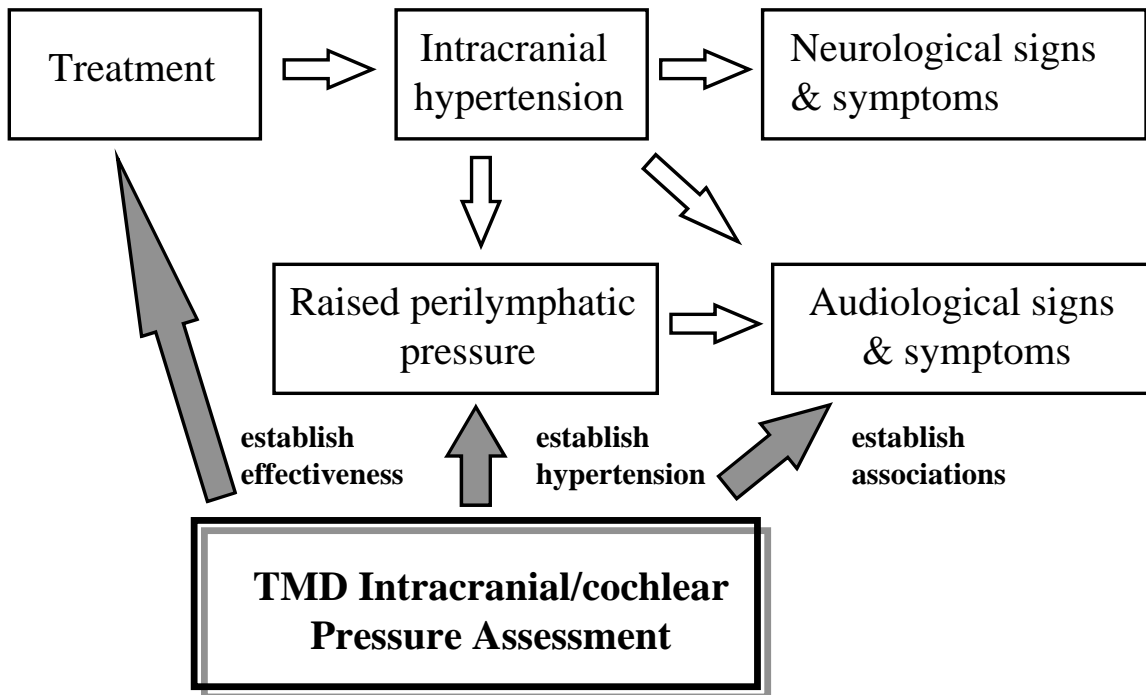 Treatment
Intracranial
hypertension
Neurological signs
& symptoms
Raised perilymphatic
pressure
Audiological signs
& symptoms
establish
effectiveness
establish
hypertension
establish
associations
TMD Intracranial/cochlear
Pressure Assessment